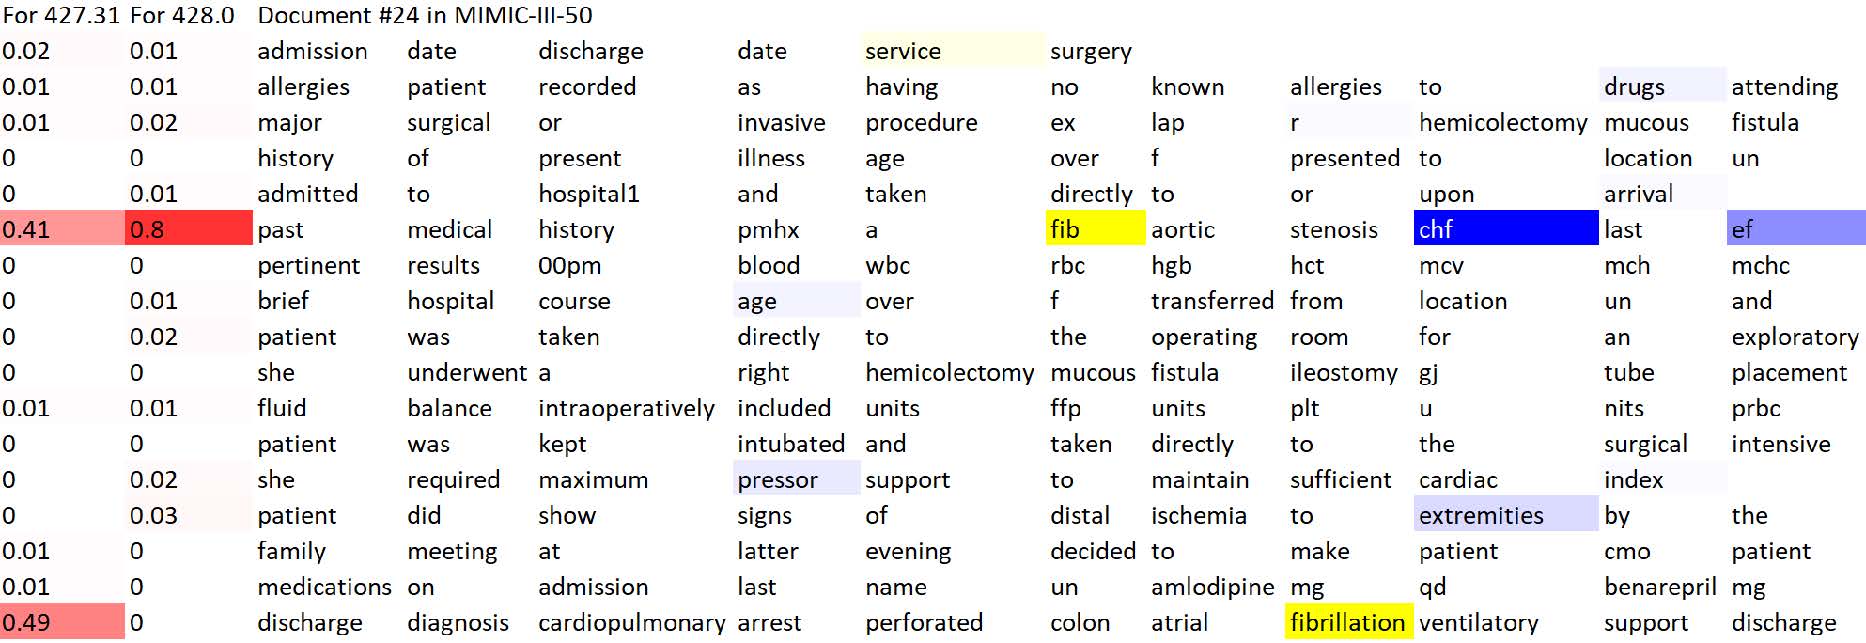 For 427.31 For 428.0 Document #24 in MIMIC-III-50
0.02 0.01 admission date discharge date service surgery
0.01 0.01 allergies patient recorded as having no known allergies to drugs attending
0.01 0.02 major surgical or invasive procedure ex lap r hemicolectomy mucous fistula
0 0 history of present illness age over f presented to location un
0 0.01 admitted to hospital1 and taken directly to or upon arrival
0.41 0.8 past medical history pmhx a fib aortic stenosis chf last ef
0 0 pertinent results 00pm blood wbc rbc hgb hct mcv mch mchc
0 0.01 brief hospital course age over f transferred from location un and
0 0.02 patient was taken directly to the operating room for an exploratory
0 0 she underwent a right hemicolectomy mucous fistula ileostomy gj tube placement
0.01 0.01 fluid balance intraoperatively included units ffp units plt u nits prbc
0 0 patient was kept intubated and taken directly to the surgical intensive
0 0.02 she required maximum pressor support to maintain sufficient cardiac index
0 0.03 patient did show signs of distal ischemia to extremities by the
0.01 0 family meeting at latter evening decided to make patient cmo patient
0.01 0 medications on admission last name un amlodipine mg qd benarepril mg
0.49 0 discharge diagnosis cardiopulmonary arrest perforated colon atrial fibrillation ventilatory support discharge